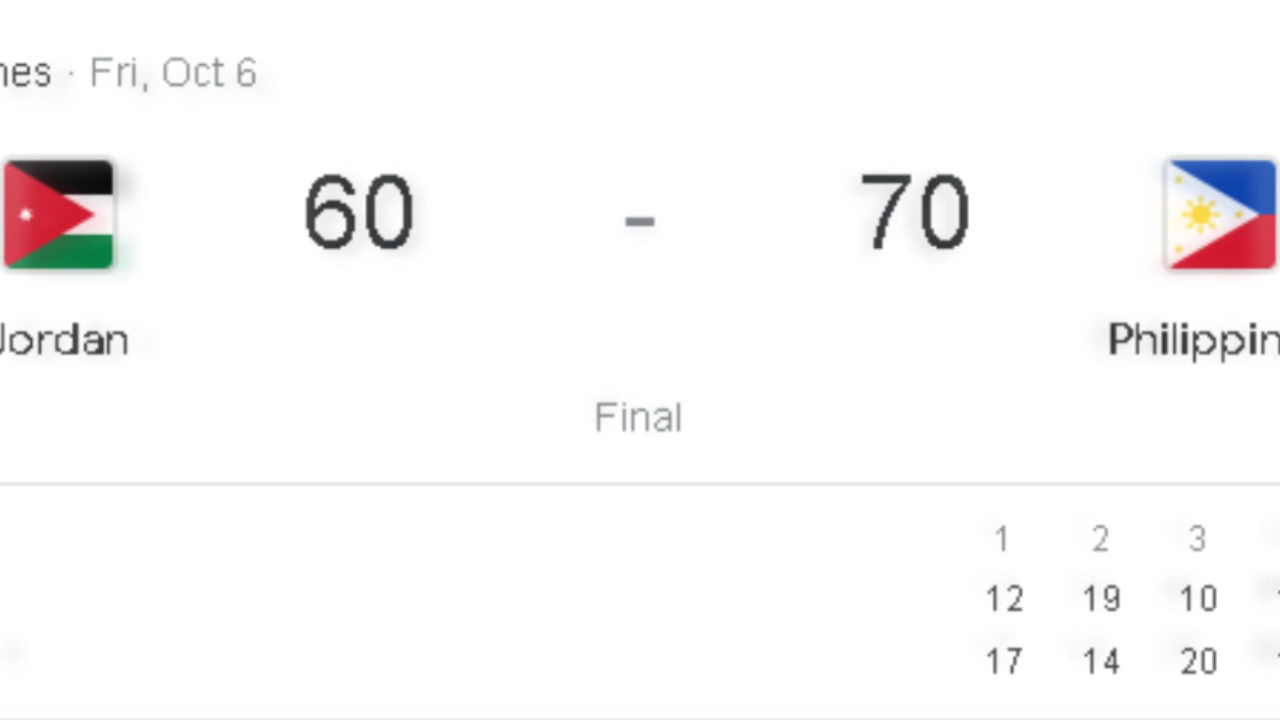 nes · Fri, Oct 6
60 - 70
Jordan Philippin
Final
1 2 3
12 19 10
17 14 20